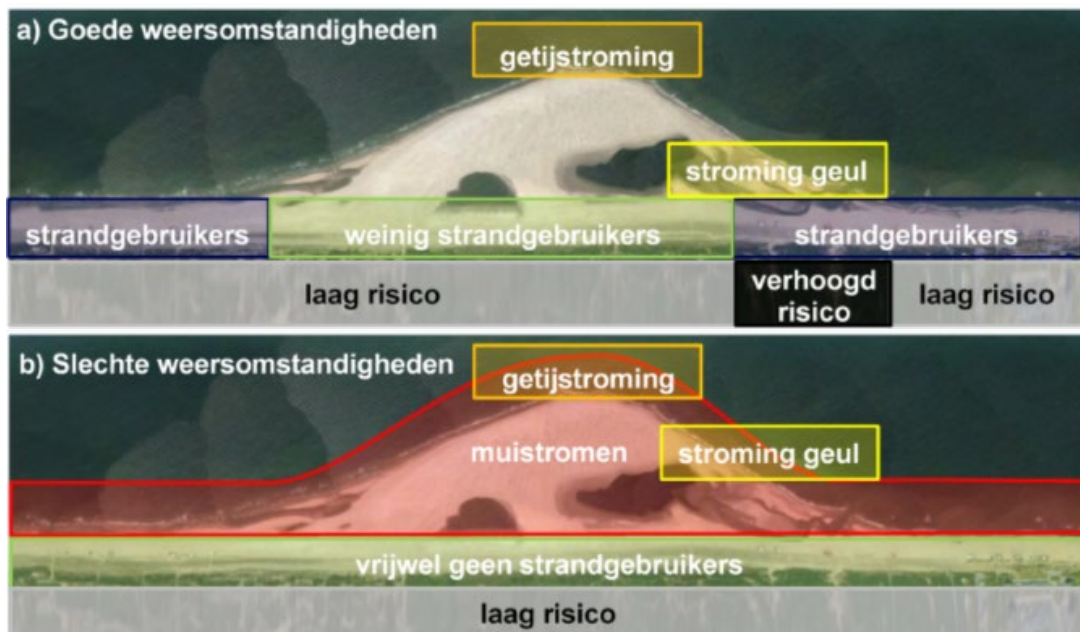 a) Goede weersomstandigheden
getijstroming
stroming geul
strandgebruikers
weinig strandgebruikers
strandgebruikers
laag risico
verhoogd
risico
laag risico
b) Slechte weersomstandigheden
getijstroming
muistromen
stroming geul
vrijwel geen strandgebruikers
laag risico